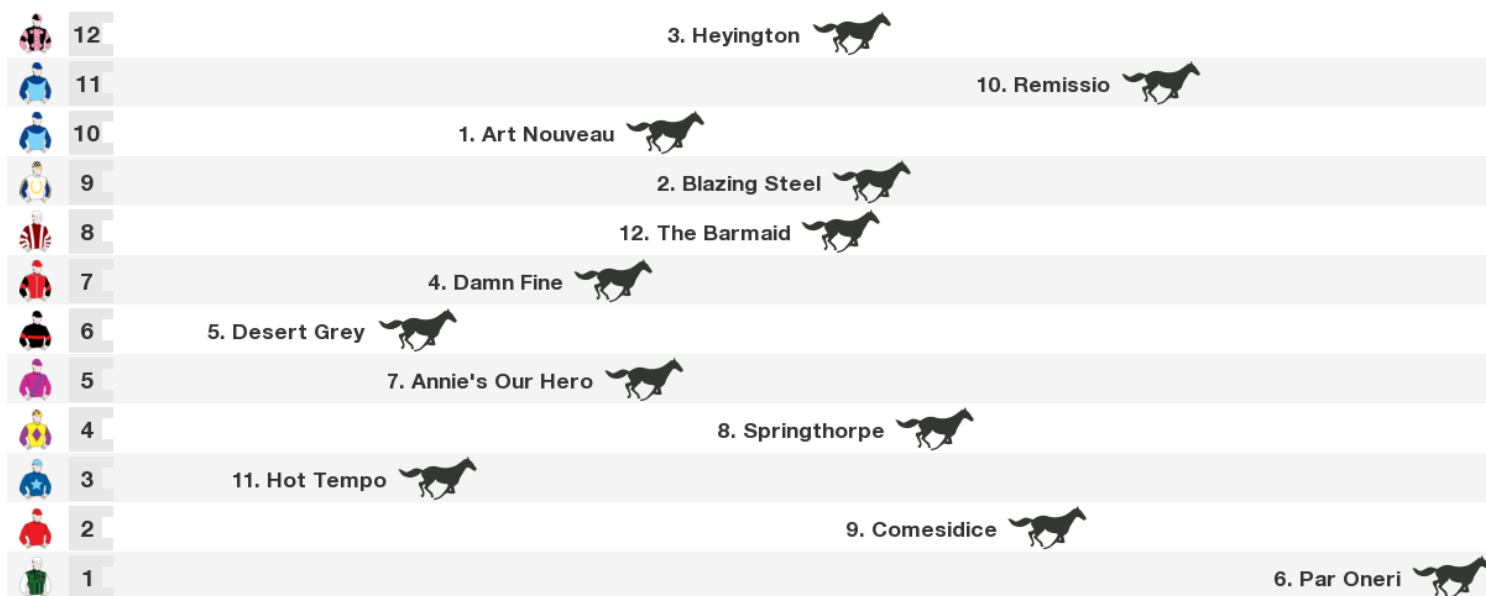 12 3. Heyington
11 10. Remissio
10 1. Art Nouveau
9 2. Blazing Steel
8 12. The Barmaid
7 4. Damn Fine
6 5. Desert Grey
5 7. Annie's Our Hero
4 8. Springthorpe
3 11. Hot Tempo
2 9. Comesidice
1 6. Par Oneri